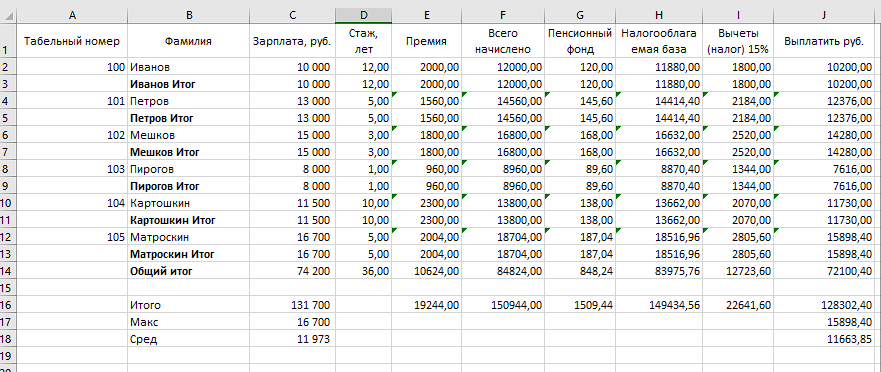 A B C D E F G H I J
1 Табельный номер Фамилия Зарплата, руб. Стаж, лет Премия Всего начислено Пенсионный фонд Налогооблагаемая база Вычеты (налог) 15% Выплатить руб.
2 100 Иванов 10 000 12,00 2000,00 12000,00 120,00 11880,00 1800,00 10200,00
3 Иванов Итог 10 000 12,00 2000,00 12000,00 120,00 11880,00 1800,00 10200,00
4 101 Петров 13 000 5,00 1560,00 14560,00 145,60 14414,40 2184,00 12376,00
5 Петров Итог 13 000 5,00 1560,00 14560,00 145,60 14414,40 2184,00 12376,00
6 102 Мешков 15 000 3,00 1800,00 16800,00 168,00 16632,00 2520,00 14280,00
7 Мешков Итог 15 000 3,00 1800,00 16800,00 168,00 16632,00 2520,00 14280,00
8 103 Пирогов 8 000 1,00 960,00 8960,00 89,60 8870,40 1344,00 7616,00
9 Пирогов Итог 8 000 1,00 960,00 8960,00 89,60 8870,40 1344,00 7616,00
10 104 Картошкин 11 500 10,00 2300,00 13800,00 138,00 13662,00 2070,00 11730,00
11 Картошкин Итог 11 500 10,00 2300,00 13800,00 138,00 13662,00 2070,00 11730,00
12 105 Матроскин 16 700 5,00 2004,00 18704,00 187,04 18516,96 2805,60 15898,40
13 Матроскин Итог 16 700 5,00 2004,00 18704,00 187,04 18516,96 2805,60 15898,40
14 Общий итог 74 200 36,00 10624,00 84824,00 848,24 83975,76 12723,60 72100,40
15
16 Итого 131 700 19244,00 150944,00 1509,44 149434,56 22641,60 128302,40
17 Макс 16 700 15898,40
18 Сред 11 973 11663,85
19